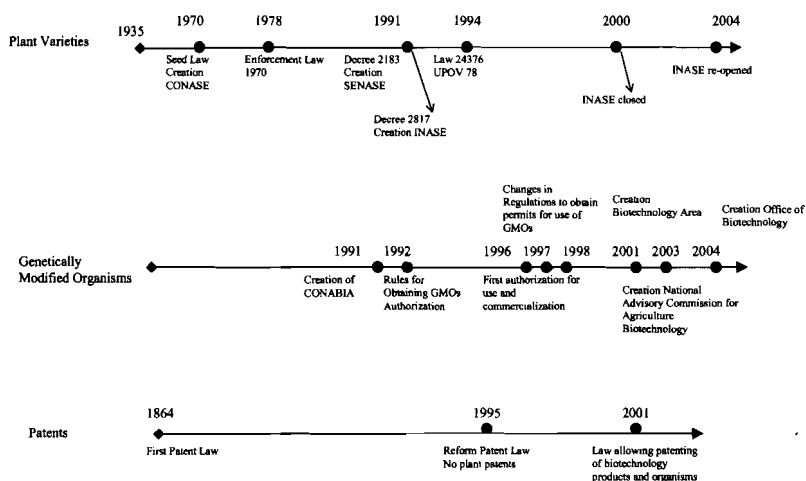 1970
1978
1991
1994
2000
2004
1935
Plant Varieties
Seed Law
Creation
CONASE
Enforcement Law
1970
Decree 2183
Creation
SENASE
Law 24376
UPOV 78
INASE re-opened
INASE closed
Decree 2817
Creation INASE
Changes in
Regulations to obtain
permits for use of
GMOs
Creation
Biotechnology Area
Creation Office of
Biotechnology
1991
1992
1996
1997
1998
2001
2003
2004
Genetically
Modified Organisms
Creation of
CONABIA
Rules for
Obtaining GMOs
Authorization
First authorization for
use and
commercialization
Creation National
Advisory Commission for
Agriculture
Biotechnology
1864
1995
2001
Patents
First Patent Law
Reform Patent Law
No plant patents
Law allowing patenting
of biotechnology
products and organisms